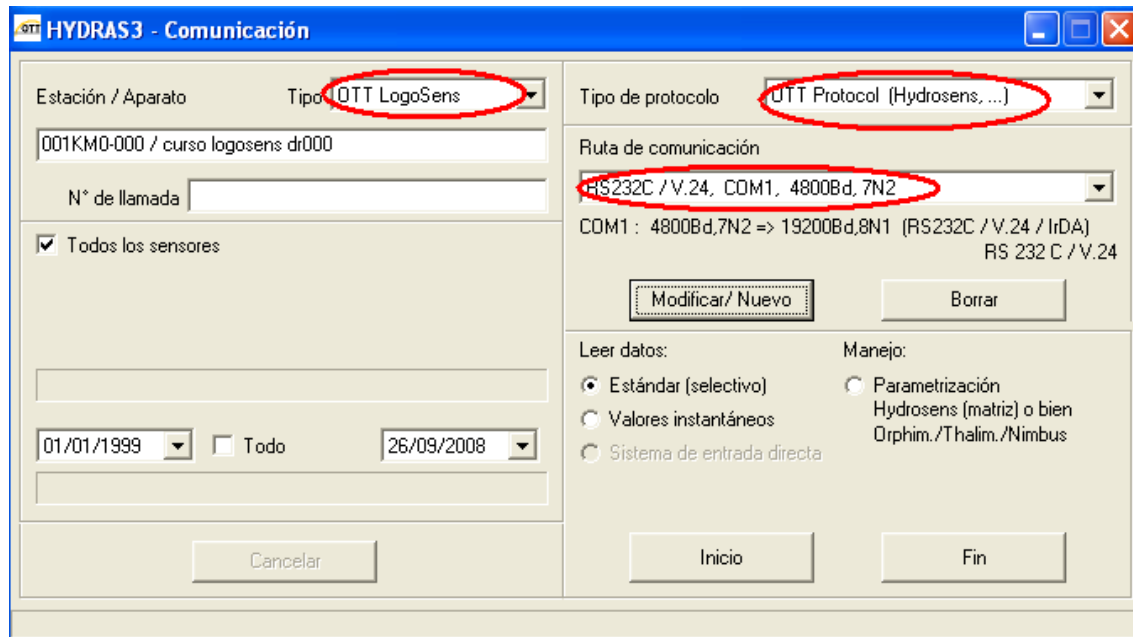 OTT HYDRAS3 - Comunicación
Estación / Aparato Tipo OTT LogoSens
001KM0-000 / curso logosens dr000
N° de llamada
Todos los sensores
01/01/1999 Todo 26/09/2008
Cancelar
Tipo de protocolo OTT Protocol (Hydrosens, ...)
Ruta de comunicación
RS232C / V.24, COM1, 4800Bd, 7N2
COM1 : 4800Bd,7N2 => 19200Bd,8N1 (RS232C / V.24 / IrDA)
RS 232 C / V.24
Modificar/ Nuevo Borrar
Leer datos:
Estándar (selectivo)
Valores instantáneos
Sistema de entrada directa
Manejo:
Parametrización
Hydrosens (matriz) o bien
Orphim./Thalim./Nimbus
Inicio Fin